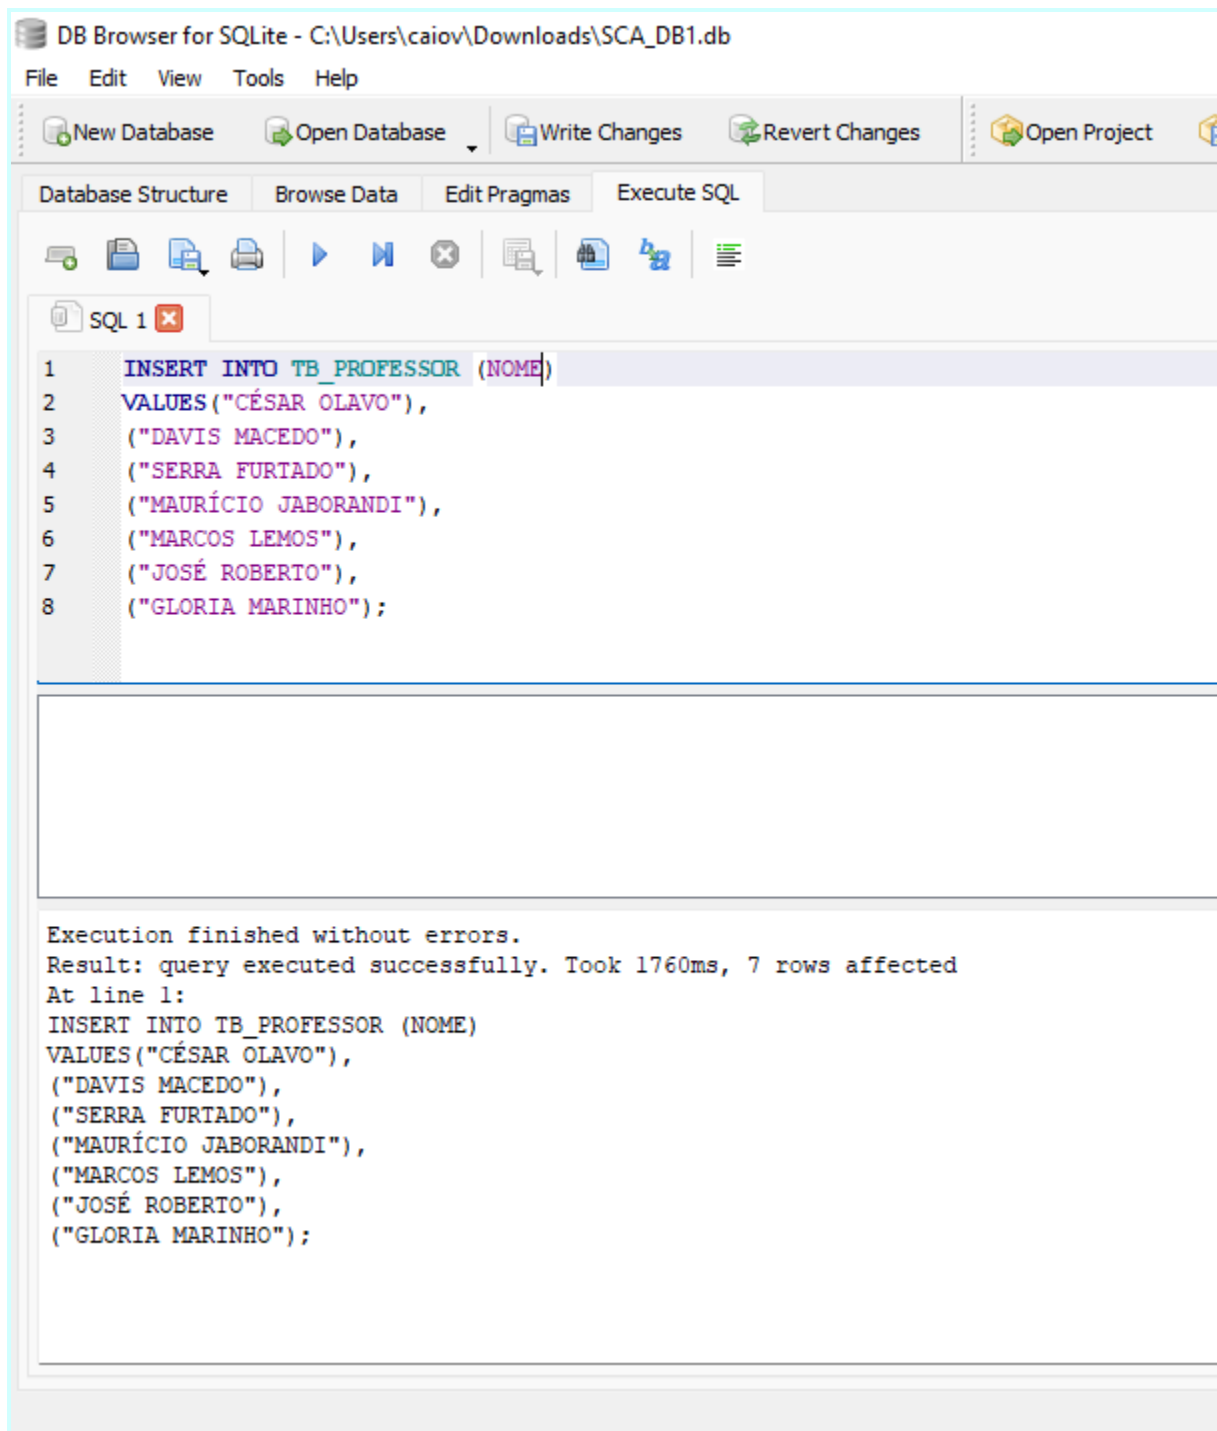 DB Browser for SQLite - C:\Users\caiov\Downloads\SCA_DB1.db
File Edit View Tools Help
New Database Open Database Write Changes Revert Changes Open Project
Database Structure Browse Data Edit Pragmas Execute SQL
SQL 1
1 INSERT INTO TB_PROFESSOR (NOME)
2 VALUES("CÉSAR OLAVO"),
3 ("DAVIS MACEDO"),
4 ("SERRA FURTADO"),
5 ("MAURÍCIO JABORANDI"),
6 ("MARCOS LEMOS"),
7 ("JOSÉ ROBERTO"),
8 ("GLORIA MARINHO");
Execution finished without errors.
Result: query executed successfully. Took 1760ms, 7 rows affected
At line 1:
INSERT INTO TB_PROFESSOR (NOME)
VALUES("CÉSAR OLAVO"),
("DAVIS MACEDO"),
("SERRA FURTADO"),
("MAURÍCIO JABORANDI"),
("MARCOS LEMOS"),
("JOSÉ ROBERTO"),
("GLORIA MARINHO");